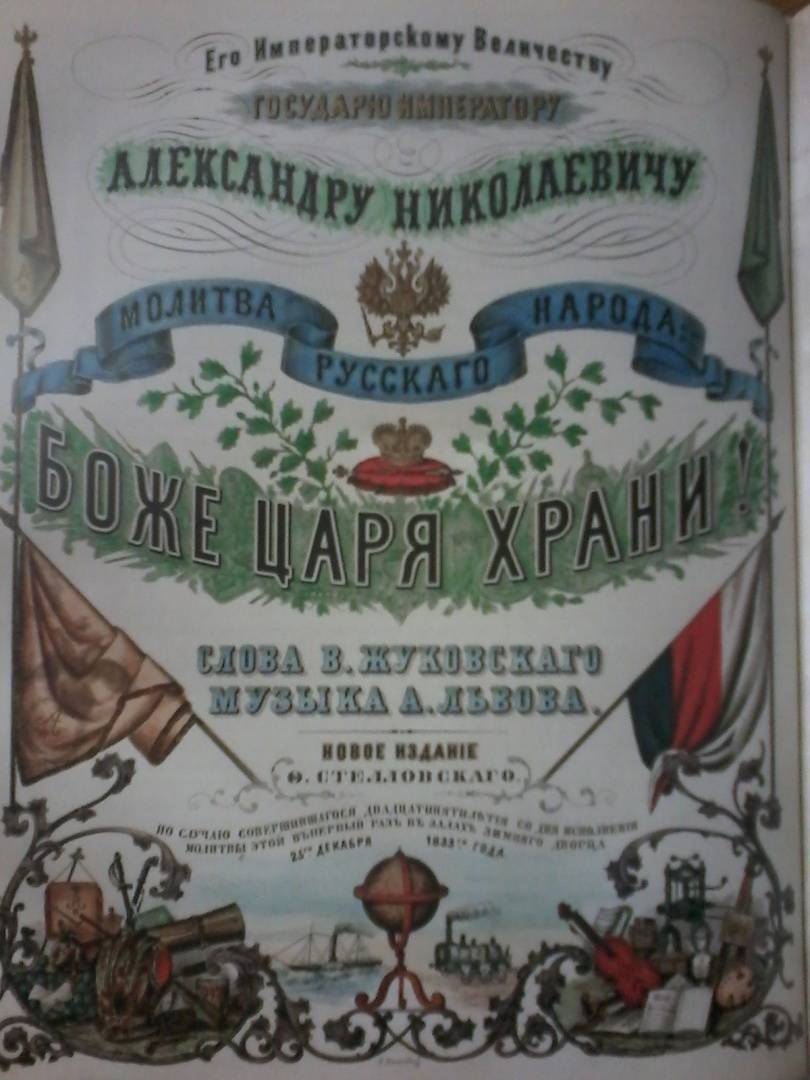 Его Императорскому Величеству
ГОСУДАРЮ ИМПЕРАТОРУ
АЛЕКСАНДРУ НИКОЛАЕВИЧУ
МОЛИТВА
РУССКАГО
НАРОДА:
БОЖЕ ЦАРЯ ХРАНИ!
СЛОВА В. ЖУКОВСКАГО
МУЗЫКА А. ЛЬВОВА.
НОВОЕ ИЗДАНІЕ
Ѳ. СТЕЛЛОВСКАГО.
ПО СЛУЧАЮ СОВЕРШИВШАГОСЯ ДВАДЦАТИПЯТИЛѢТІЯ СО ДНЯ ИСПОЛНЕНІЯ
МОЛИТВЫ ЭТОЙ ВЪ ПЕРВЫЙ РАЗЪ ВЪ ЗАЛАХЪ ЗИМНЯГО ДВОРЦА
25ГО ДЕКАБРЯ 1833ГО ГОДА